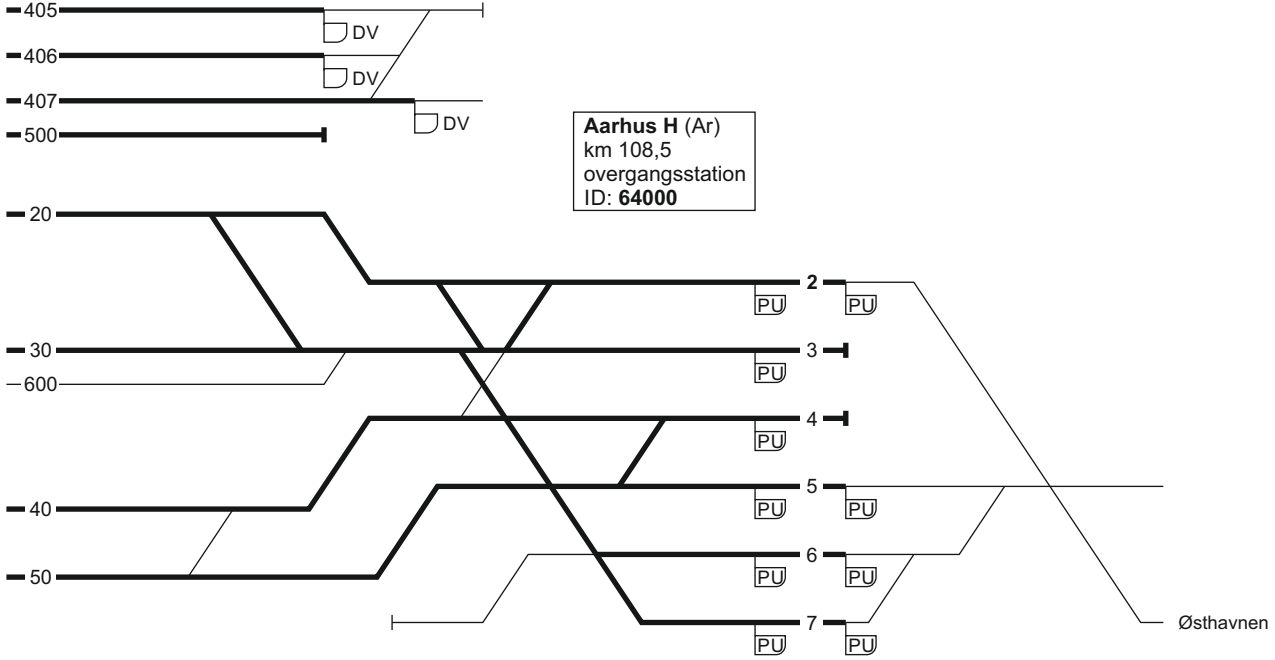 405
DV
406
DV
407
DV
500
Aarhus H (Ar)
km 108,5
overgangsstation
ID: 64000
20
2
PU PU
30
3
PU
600
4
PU
5
PU PU
40
6
PU PU
50
7
PU PU
Østhavnen